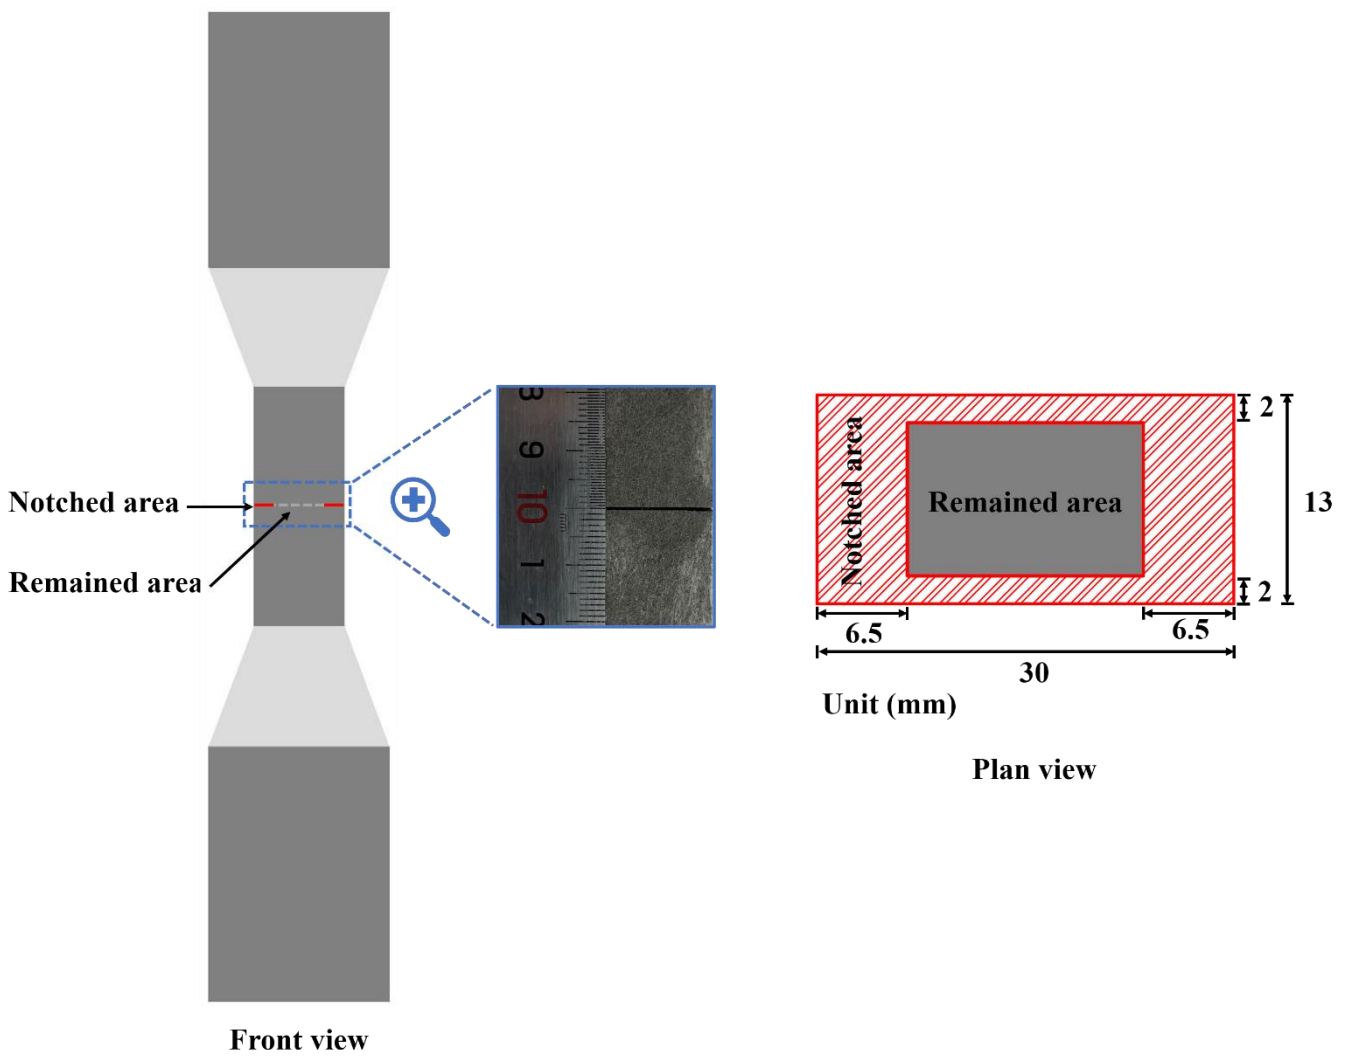 Notched area
Remained area
Front view
8
9
10
1
2
Notched area
Remained area
2
13
2
6.5
6.5
30
Unit (mm)
Plan view